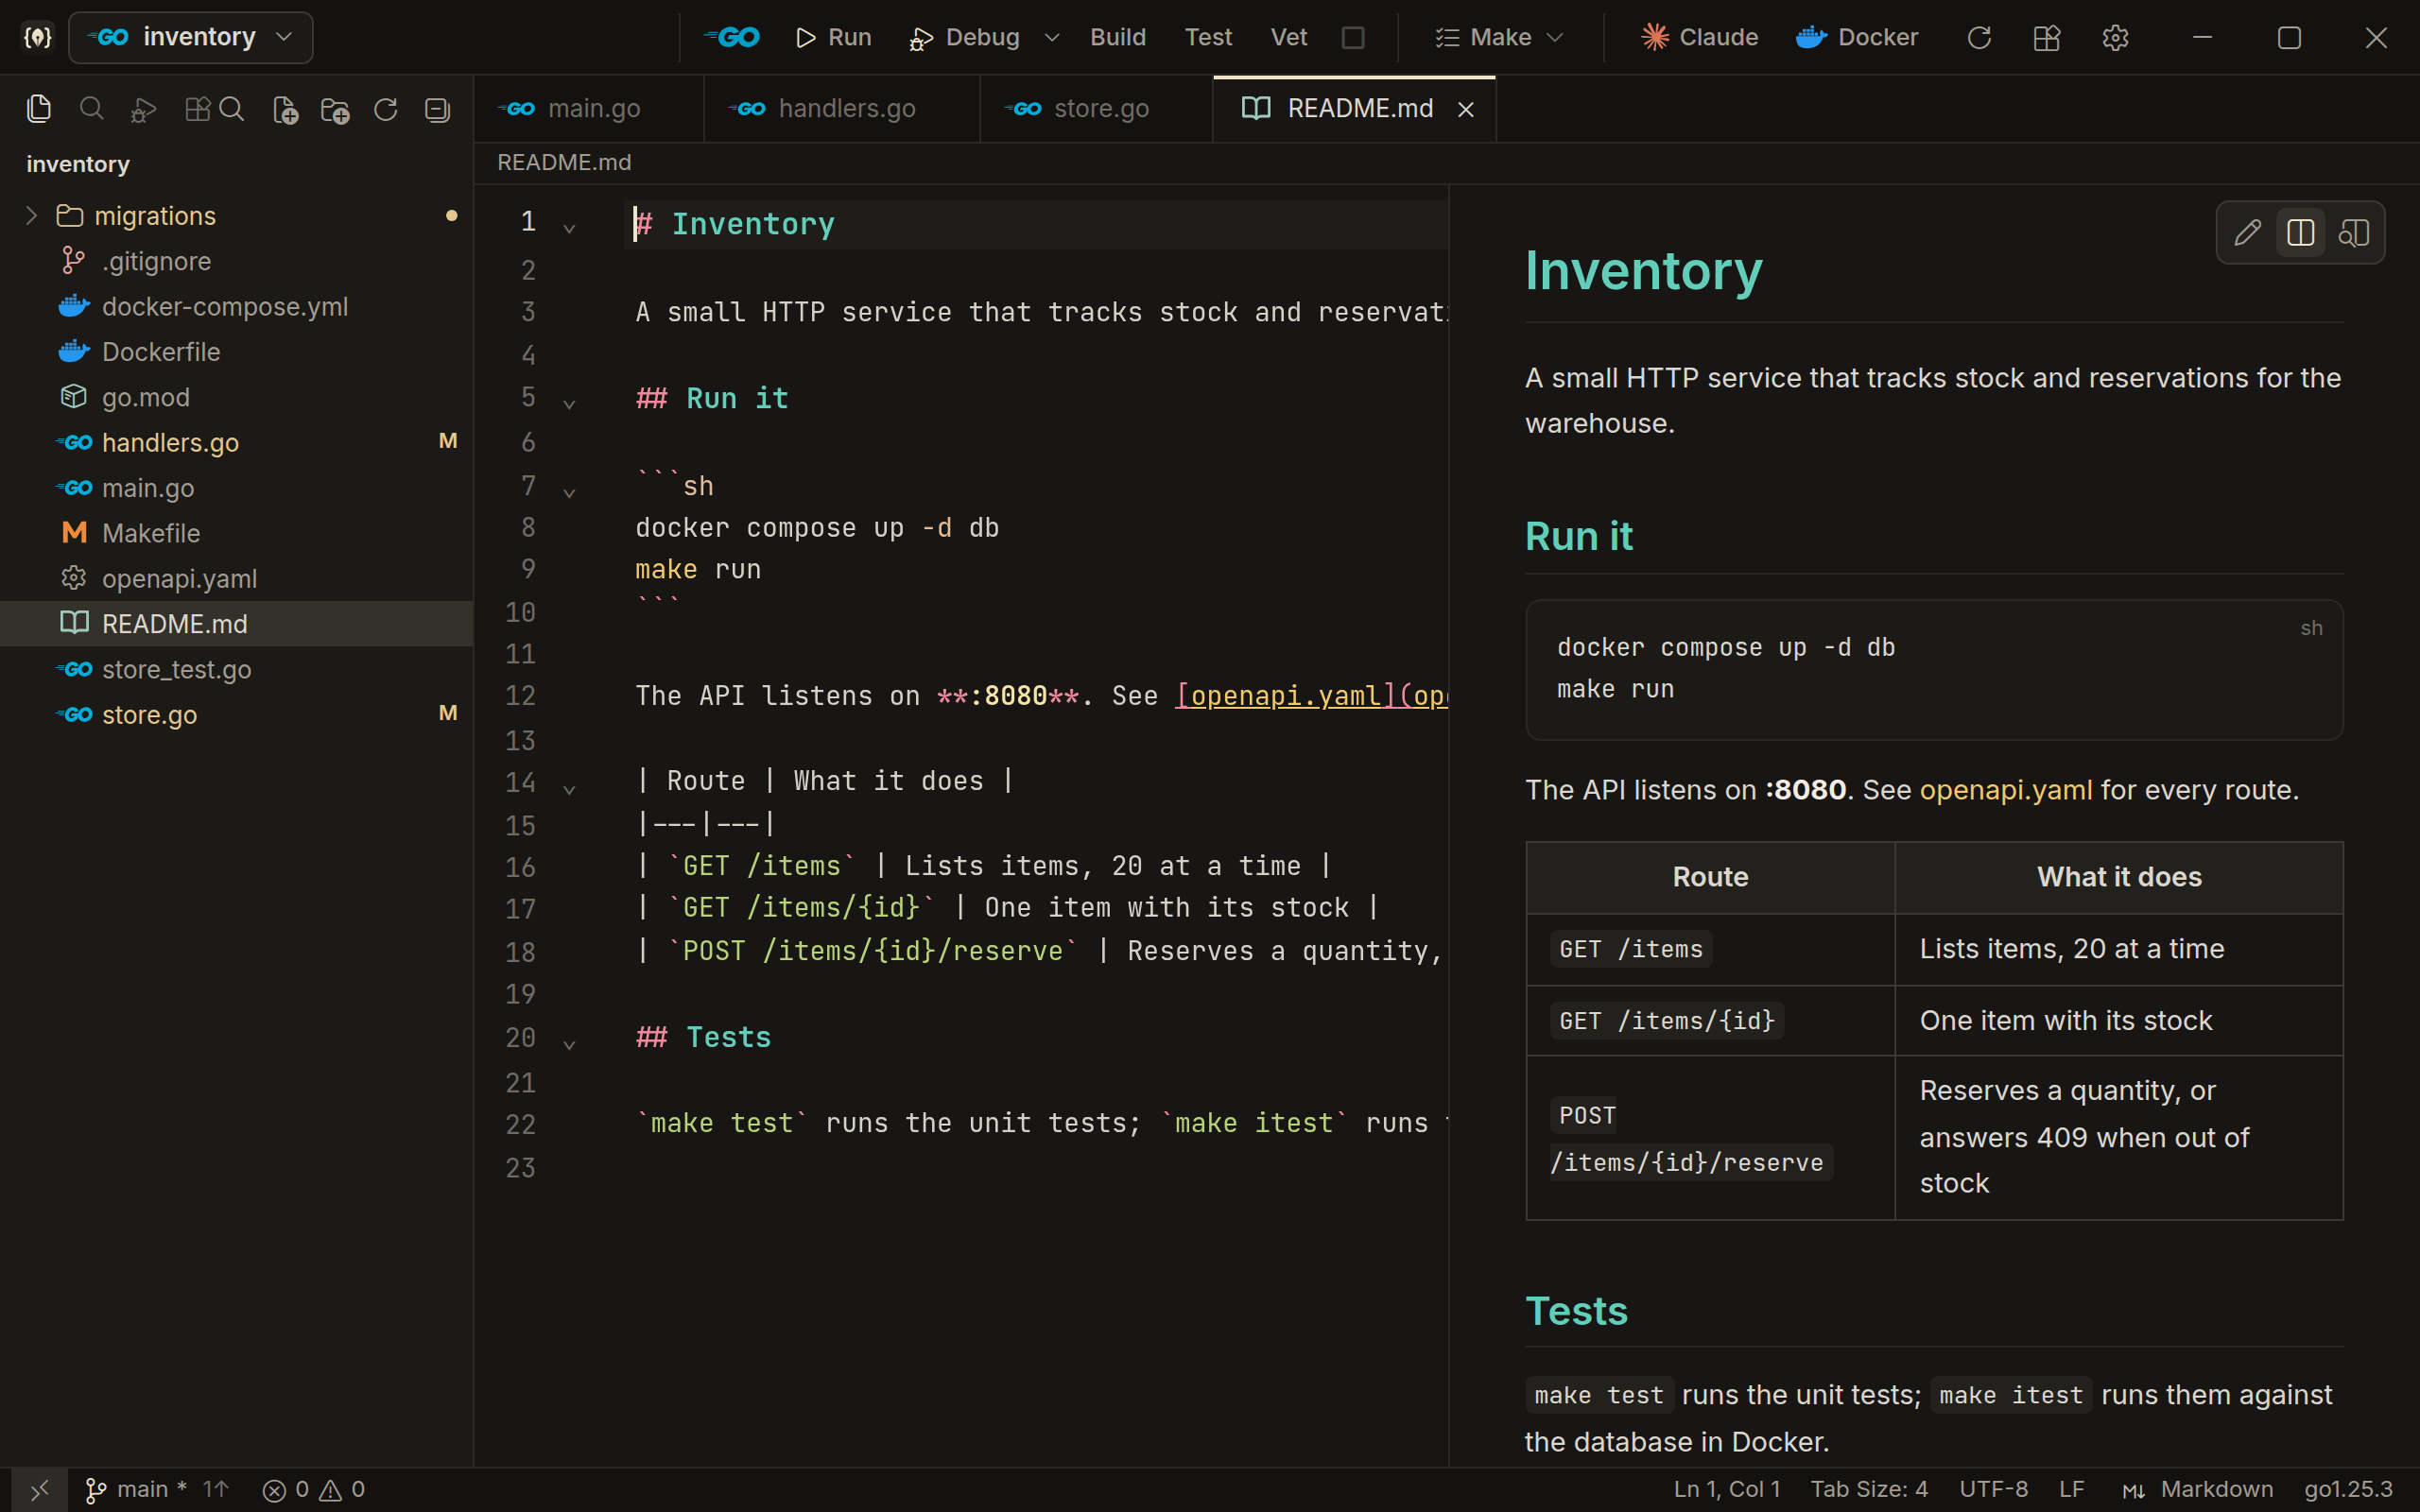 inventory
GO Run Debug Build Test Vet Make Claude Docker
inventory
migrations
.gitignore
docker-compose.yml
Dockerfile
go.mod
handlers.go M
main.go
Makefile
openapi.yaml
README.md
store_test.go
store.go M
main.go
handlers.go
store.go
README.md
README.md
1 # Inventory
2
3 A small HTTP service that tracks stock and reservat
4
5 ## Run it
6
7 ```sh
8 docker compose up -d db
9 make run
10 ```
11
12 The API listens on **:8080**. See [openapi.yaml](op
13
14 | Route | What it does |
15 |---|---|
16 | `GET /items` | Lists items, 20 at a time |
17 | `GET /items/{id}` | One item with its stock |
18 | `POST /items/{id}/reserve` | Reserves a quantity,
19
20 ## Tests
21
22 `make test` runs the unit tests; `make itest` runs
23
Inventory
A small HTTP service that tracks stock and reservations for the
warehouse.
Run it
sh
docker compose up -d db
make run
The API listens on :8080. See openapi.yaml for every route.
Route What it does
GET /items Lists items, 20 at a time
GET /items/{id} One item with its stock
POST
/items/{id}/reserve
Reserves a quantity, or
answers 409 when out of
stock
Tests
make test runs the unit tests; make itest runs them against
the database in Docker.
main * 1↑ 0 0
Ln 1, Col 1 Tab Size: 4 UTF-8 LF Markdown go1.25.3